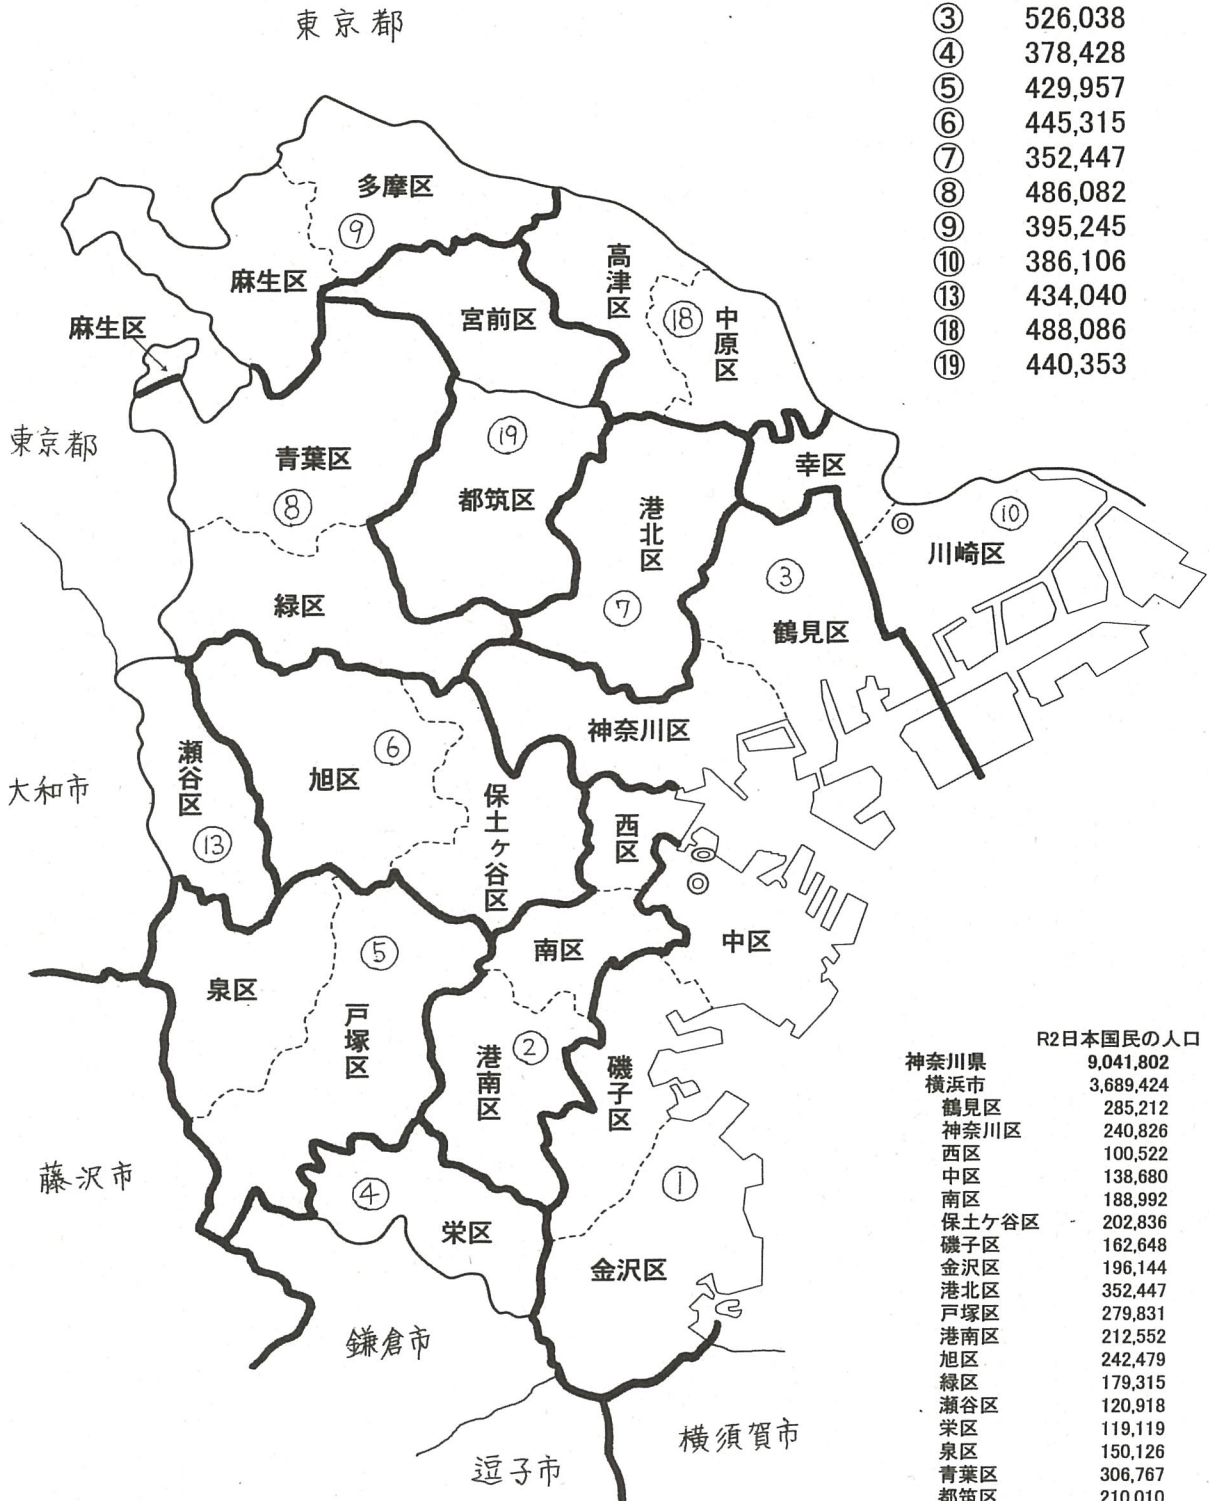 東京都
③ 526,038
④ 378,428
⑤ 429,957
⑥ 445,315
⑦ 352,447
⑧ 486,082
⑨ 395,245
⑩ 386,106
⑬ 434,040
⑱ 488,086
⑲ 440,353
多摩区
⑨
麻生区
麻生区
宮前区
高津区
⑱
中原区
東京都
青葉区
⑧
⑲
都筑区
港北区
⑦
幸区
⑩
川崎区
③
鶴見区
緑区
神奈川区
大和市
瀬谷区
⑬
旭区
⑥
保土ヶ谷区
西区
中区
南区
泉区
⑤
戸塚区
港南区
②
磯子区
①
藤沢市
④
栄区
金沢区
鎌倉市
逗子市
横須賀市
R2日本国民の人口
神奈川県 9,041,802
横浜市 3,689,424
鶴見区 285,212
神奈川区 240,826
西区 100,522
中区 138,680
南区 188,992
保土ケ谷区 202,836
磯子区 162,648
金沢区 196,144
港北区 352,447
戸塚区 279,831
港南区 212,552
旭区 242,479
緑区 179,315
瀬谷区 120,918
栄区 119,119
泉区 150,126
青葉区 306,767
都筑区 210,010